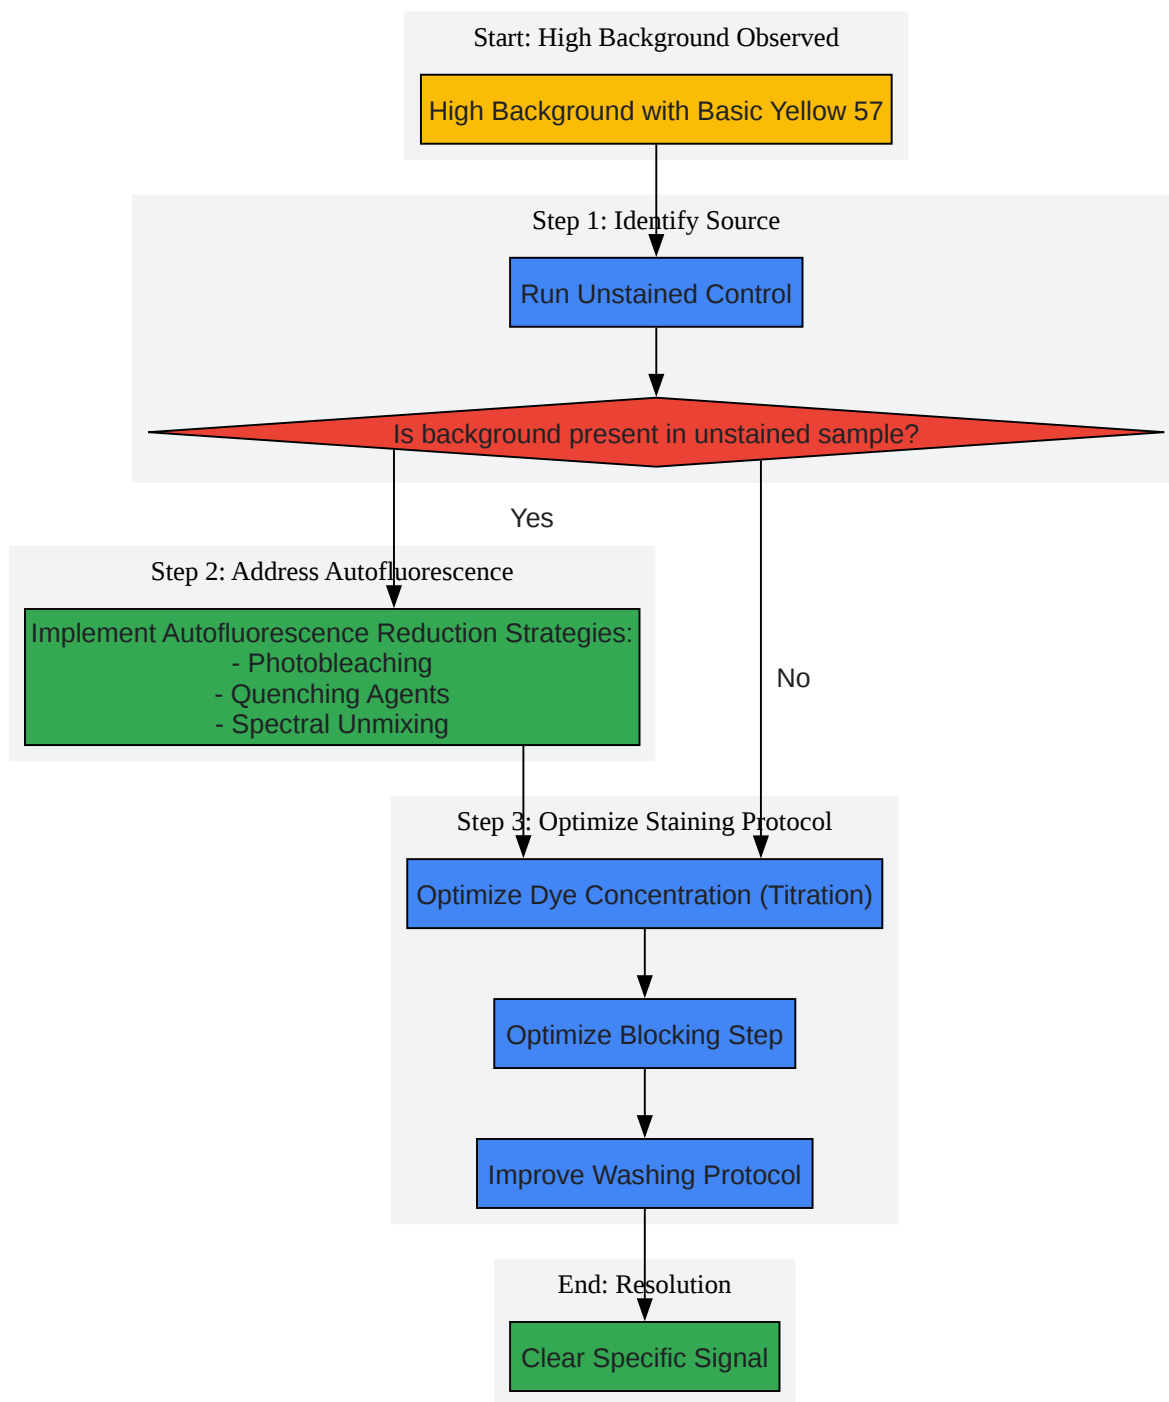 Start: High Background Observed
High Background with Basic Yellow 57
Step 1: Identify Source
Run Unstained Control
Is background present in unstained sample?
Yes
Step 2: Address Autofluorescence
Implement Autofluorescence Reduction Strategies:
- Photobleaching
- Quenching Agents
- Spectral Unmixing
No
Step 3: Optimize Staining Protocol
Optimize Dye Concentration (Titration)
Optimize Blocking Step
Improve Washing Protocol
End: Resolution
Clear Specific Signal